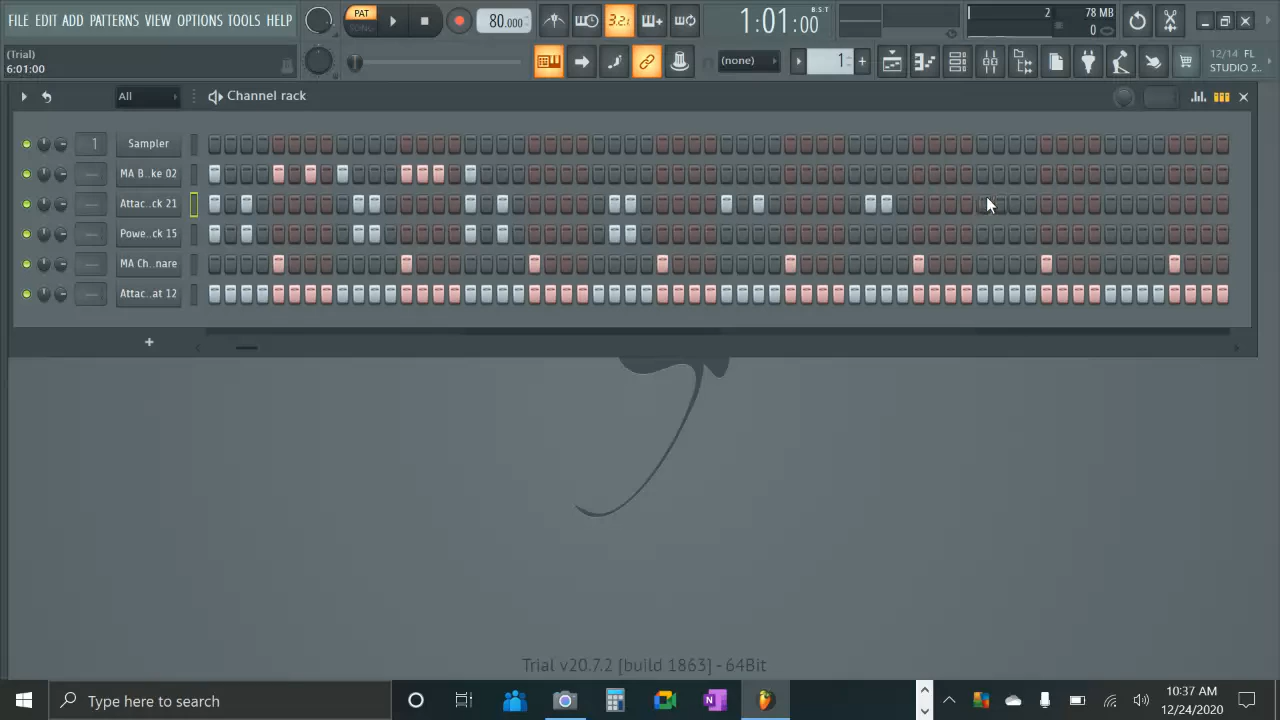 FILE EDIT ADD PATTERNS VIEW OPTIONS TOOLS HELP
PAT
SONG
80.000
3.2.
1:01:00
B:S:T
2
78 MB
0
(Trial)
6:01:00
(none)
1
+
12/14 FL
STUDIO 2..
All
Channel rack
1
Sampler
MA B..ke 02
Attac..ck 21
Powe..ck 15
MA Ch..nare
Attac..at 12
+
Trial v20.7.2 [build 1863] - 64Bit
Type here to search
10:37 AM
12/24/2020